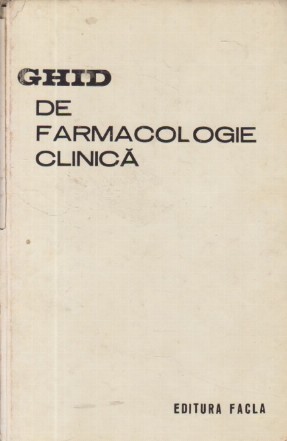 GHID
DE
FARMACOLOGIE
CLINICĂ
EDITURA FACLA